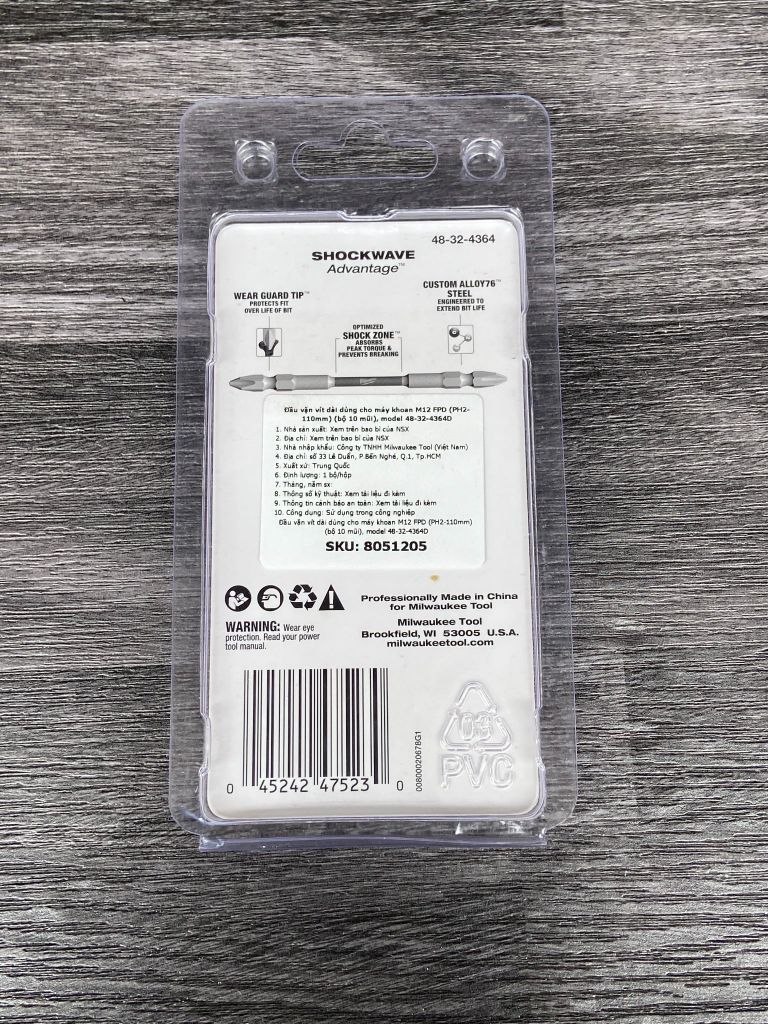 48-32-4364
SHOCKWAVE
Advantage™
WEAR GUARD TIP™
PROTECTS FIT
OVER LIFE OF BIT
CUSTOM ALLOY76™
STEEL
ENGINEERED TO
EXTEND BIT LIFE
OPTIMIZED
SHOCK ZONE™
ABSORBS
PEAK TORQUE &
PREVENTS BREAKING
Đầu vặn vít dài dùng cho máy khoan M12 FPD (PH2-
110mm) (bộ 10 mũi), model 48-32-4364D
1. Nhà sản xuất: Xem trên bao bì của NSX
2. Địa chỉ: Xem trên bao bì của NSX
3. Nhà nhập khẩu: Công ty TNHH Milwaukee Tool (Việt Nam)
4. Địa chỉ: số 33 Lê Duẩn, P.Bến Nghé, Q.1, Tp.HCM
5. Xuất xứ: Trung Quốc
6. Định lượng: 1 bộ/hộp
7. Tháng, năm sx:
8. Thông số kỹ thuật: Xem tài liệu đi kèm
9. Thông tin cảnh báo an toàn: Xem tài liệu đi kèm
10. Công dụng: Sử dụng trong công nghiệp
Đầu vặn vít dài dùng cho máy khoan M12 FPD (PH2-110mm)
(bộ 10 mũi), model 48-32-4364D
SKU: 8051205
WARNING: Wear eye
protection. Read your power
tool manual.
Professionally Made in China
for Milwaukee Tool
Milwaukee Tool
Brookfield, WI 53005 U.S.A.
milwaukeetool.com
0 45242 47523 0
00800020678G1
03
PVC